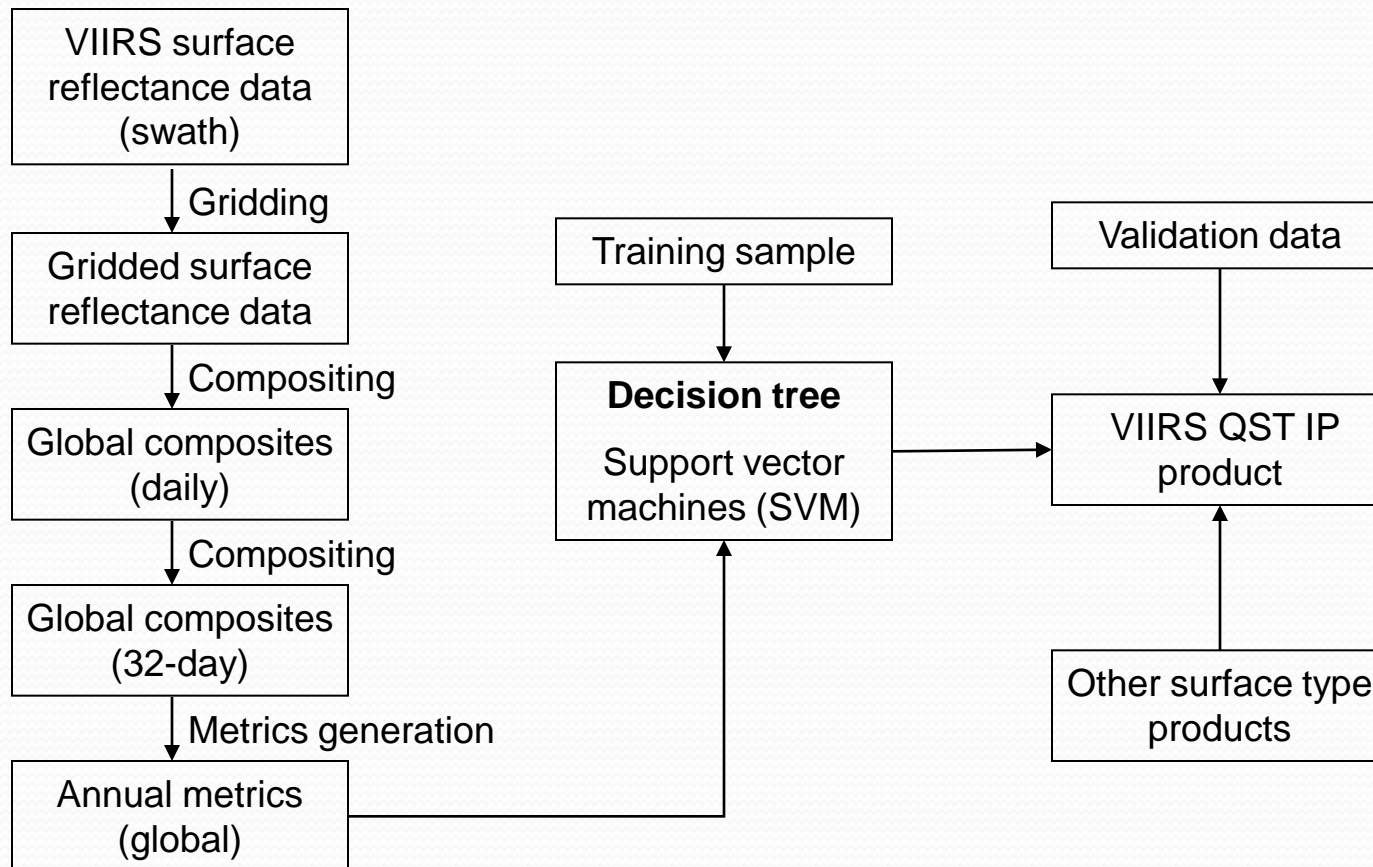 VIIRS surface
reflectance data
(swath)
Gridding
Gridded surface
reflectance data
Compositing
Global composites
(daily)
Compositing
Global composites
(32-day)
Metrics generation
Annual metrics
(global)
Training sample
Decision tree
Support vector
machines (SVM)
Validation data
VIIRS QST IP
product
Other surface type
products